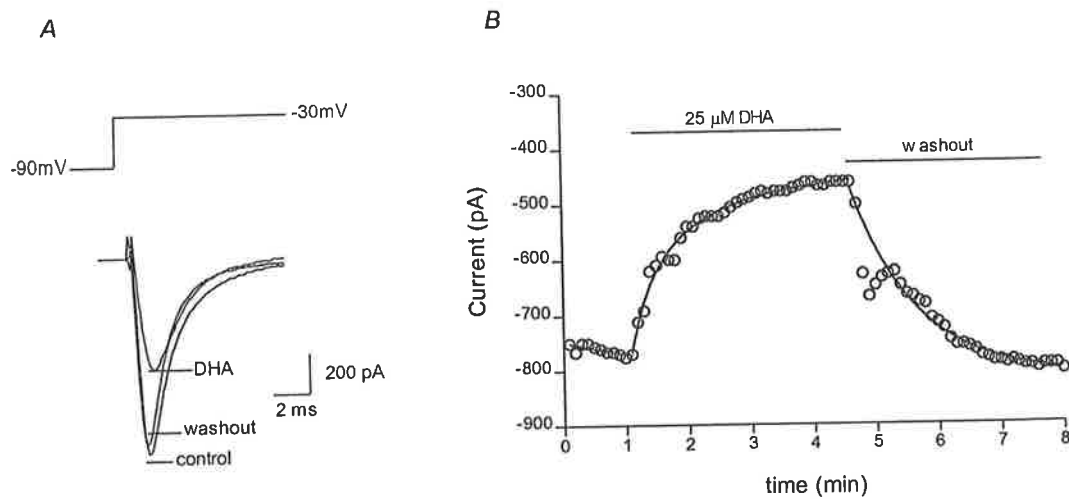 A
-30mV
-90mV
DHA
200 pA
2 ms
washout
control
B
-300
-400
-500
-600
-700
-800
-900
Current (pA)
25 μM DHA
washout
0 1 2 3 4 5 6 7 8
time (min)